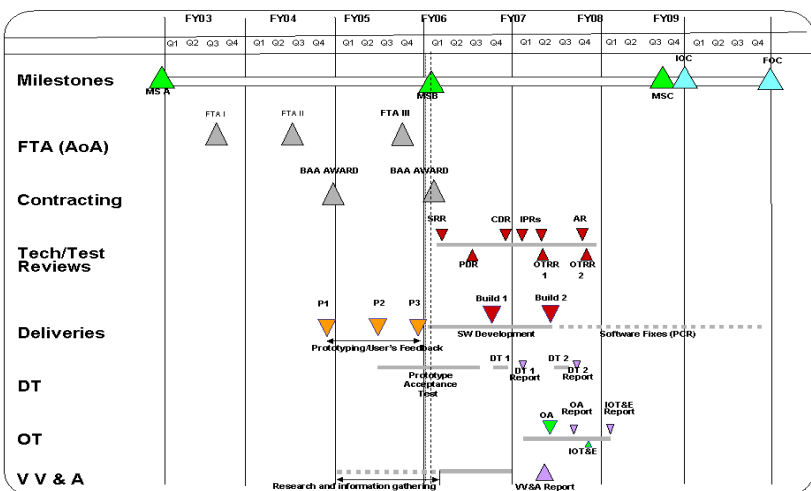 FY03 FY04 FY05 FY06 FY07 FY08 FY09
Q1 Q2 Q3 Q4 Q1 Q2 Q3 Q4 Q1 Q2 Q3 Q4 Q1 Q2 Q3 Q4 Q1 Q2 Q3 Q4 Q1 Q2 Q3 Q4 Q1 Q2 Q3 Q4
IOC FOC
Milestones
MS A MSB MSC
FTA I FTA II FTA III
FTA (AoA)
BAA AWARD BAA AWARD
Contracting
SRR CDR IPRs AR
Tech/Test
Reviews
PDR OTRR
1
OTRR
2
P1 P2 P3 Build 1 Build 2
Deliveries
SW Development Software Fixes (PCR)
Prototyping/User's Feedback
DT 1 DT 2
DT
Prototype
Acceptance
Test
DT 1
Report
DT 2
Report
OA
OA
Report
IOT&E
Report
OT
IOT&E
V V & A
Research and information gathering VV&A Report